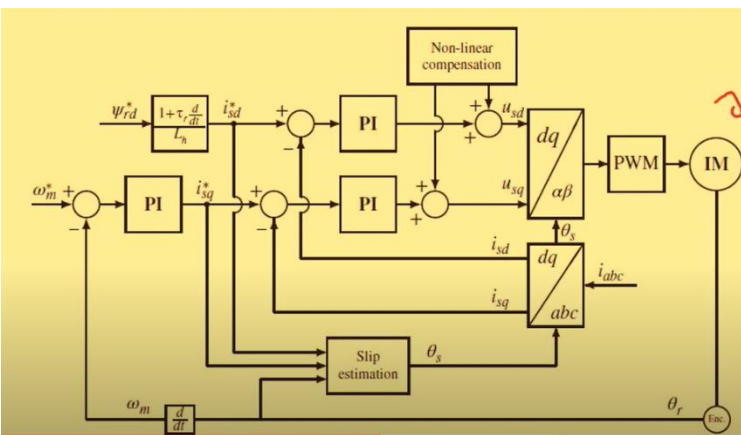 Non-linear
compensation
ψ*rd
1+τr d/dt
Lh
i*sd
+
−
PI
+
+
usd
dq
αβ
PWM
IM
ω*m
+
−
PI
i*sq
+
−
PI
+
+
usq
θs
isd
dq
abc
iabc
isq
Slip
estimation
θs
ωm
d
dt
θr
Enc.